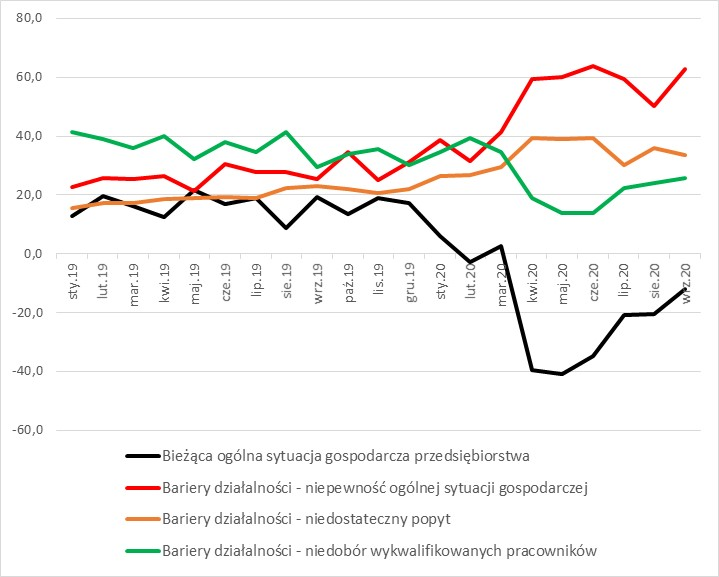 80,0
60,0
40,0
20,0
0,0
-20,0
-40,0
-60,0
sty.19
lut.19
mar.19
kwi.19
maj.19
cze.19
lip.19
sie.19
wrz.19
paź.19
lis.19
gru.19
sty.20
lut.20
mar.20
kwi.20
maj.20
cze.20
lip.20
sie.20
wrz.20
Bieżąca ogólna sytuacja gospodarcza przedsiębiorstwa
Bariery działalności - niepewność ogólnej sytuacji gospodarczej
Bariery działalności - niedostateczny popyt
Bariery działalności - niedobór wykwalifikowanych pracowników